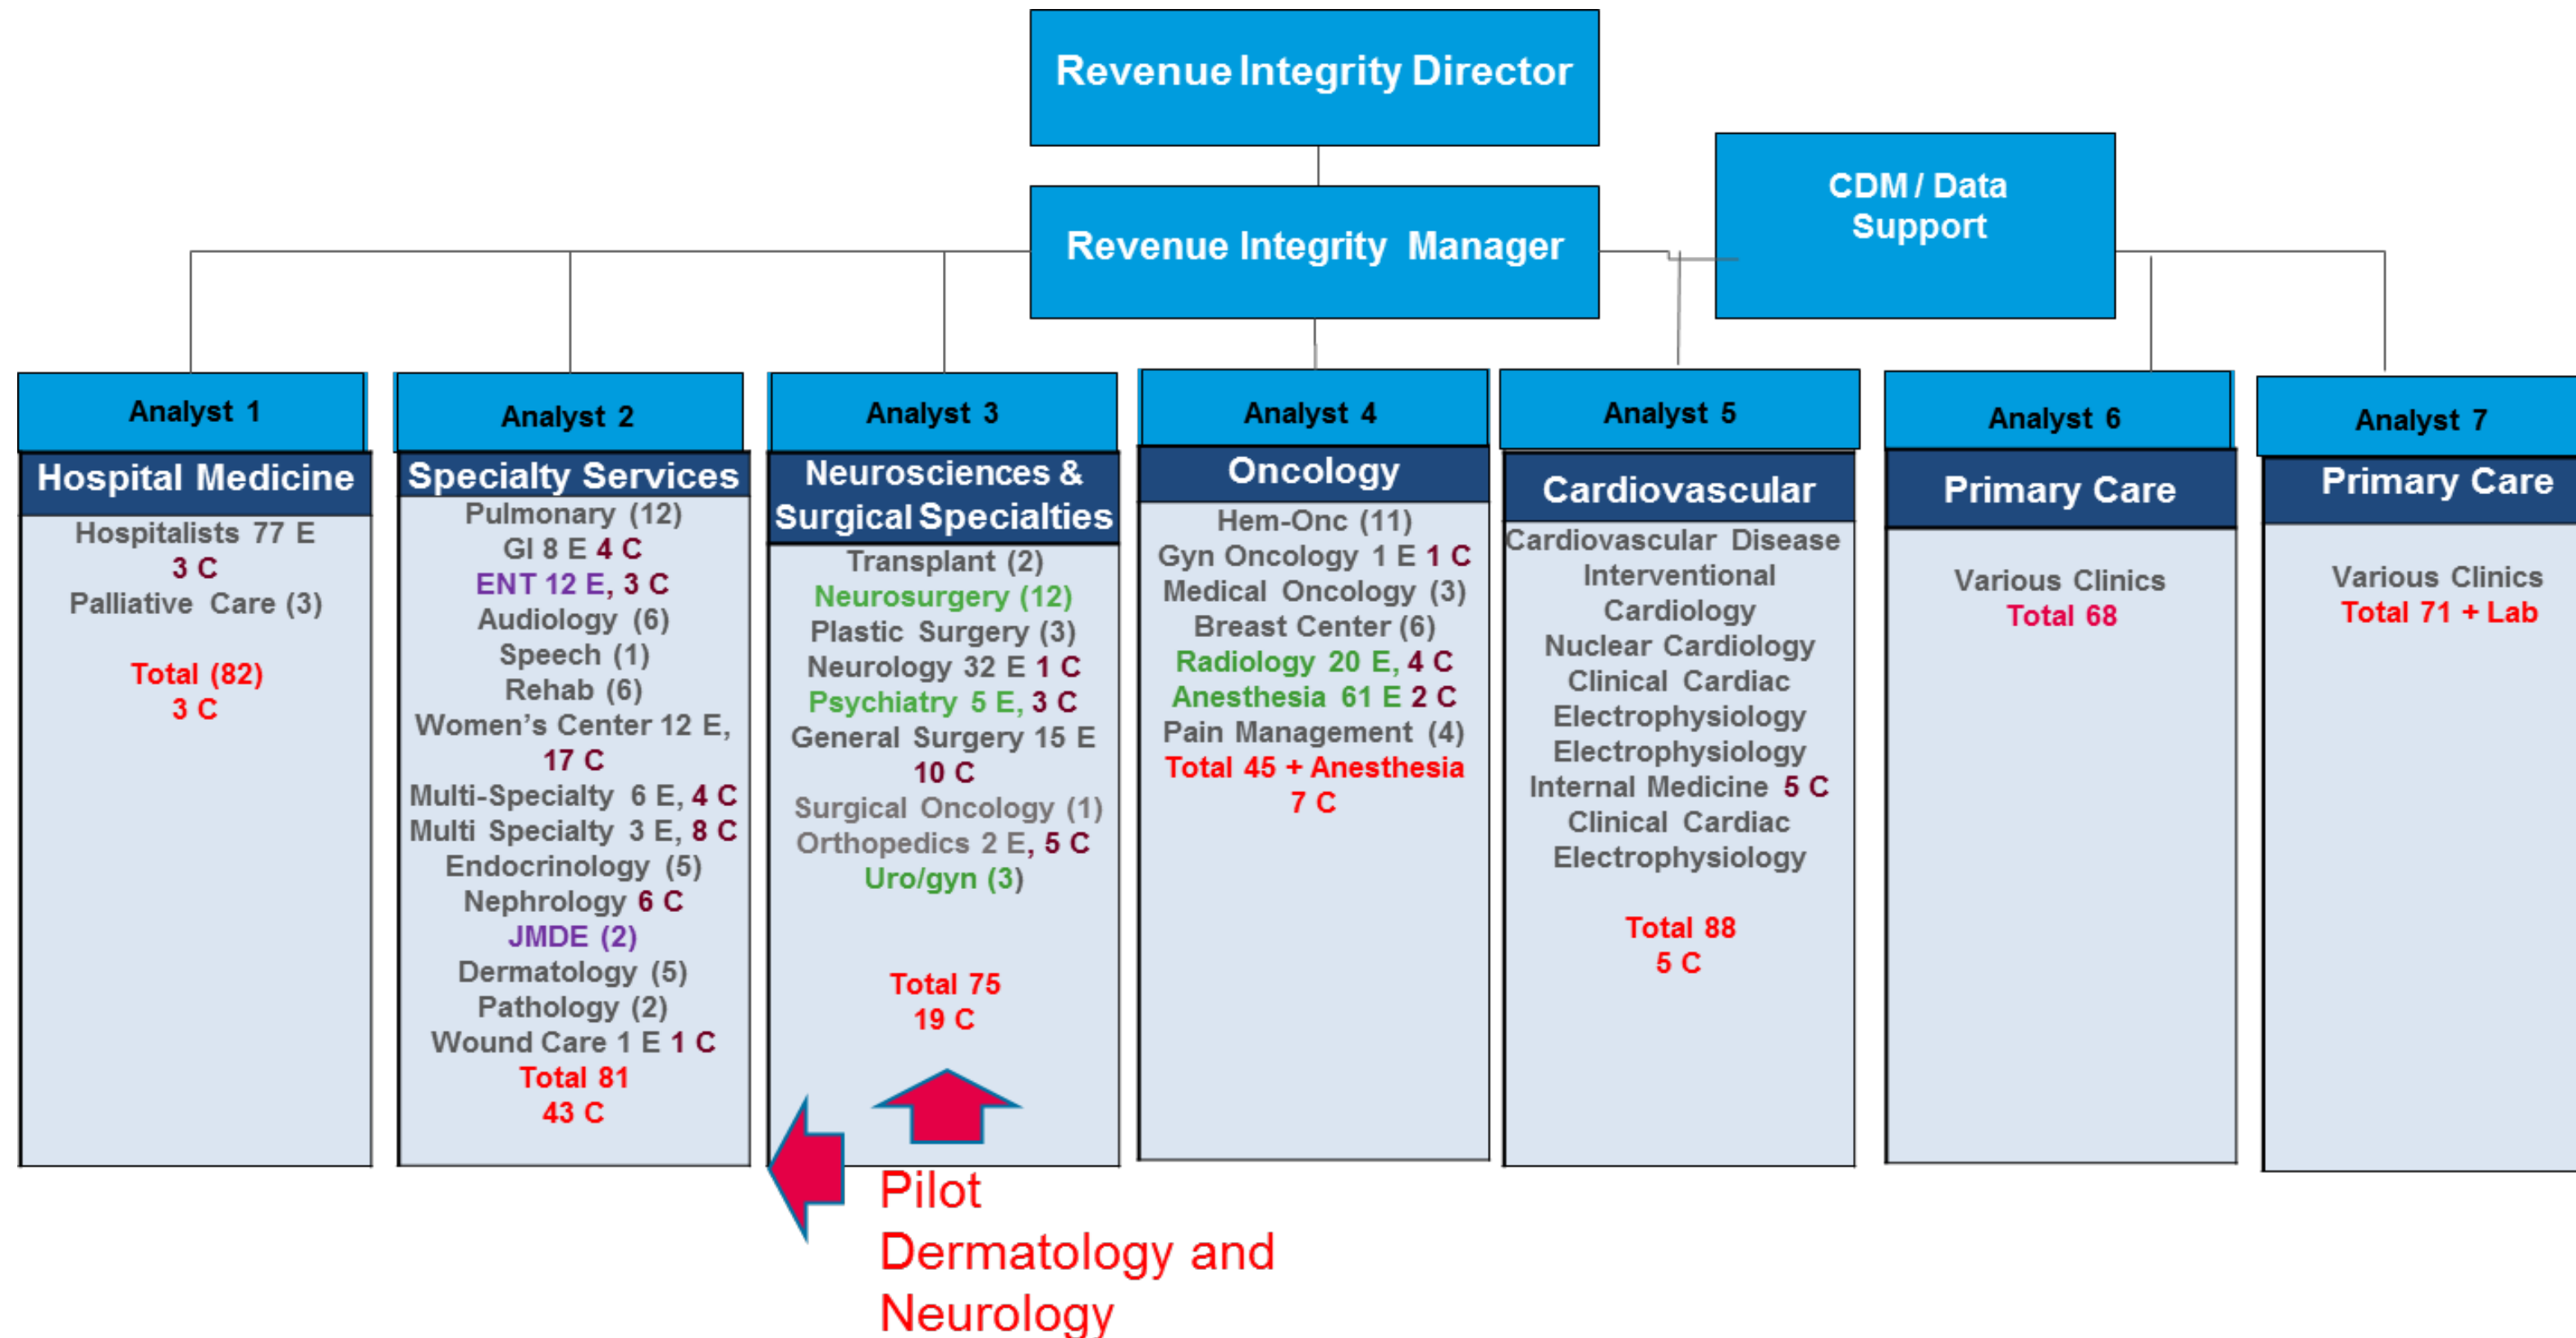 Revenue Integrity Director
CDM / Data
Support
Revenue Integrity Manager
Analyst 1
Hospital Medicine
Hospitalists 77 E
3 C
Palliative Care (3)
Total (82)
3 C
Analyst 2
Specialty Services
Pulmonary (12)
GI 8 E 4 C
ENT 12 E, 3 C
Audiology (6)
Speech (1)
Rehab (6)
Women's Center 12 E,
17 C
Multi-Specialty 6 E, 4 C
Multi Specialty 3 E, 8 C
Endocrinology (5)
Nephrology 6 C
JMDE (2)
Dermatology (5)
Pathology (2)
Wound Care 1 E 1 C
Total 81
43 C
Analyst 3
Neurosciences &
Surgical Specialties
Transplant (2)
Neurosurgery (12)
Plastic Surgery (3)
Neurology 32 E 1 C
Psychiatry 5 E, 3 C
General Surgery 15 E
10 C
Surgical Oncology (1)
Orthopedics 2 E, 5 C
Uro/gyn (3)
Total 75
19 C
Analyst 4
Oncology
Hem-Onc (11)
Gyn Oncology 1 E 1 C
Medical Oncology (3)
Breast Center (6)
Radiology 20 E, 4 C
Anesthesia 61 E 2 C
Pain Management (4)
Total 45 + Anesthesia
7 C
Analyst 5
Cardiovascular
Cardiovascular Disease
Interventional
Cardiology
Nuclear Cardiology
Clinical Cardiac
Electrophysiology
Electrophysiology
Internal Medicine 5 C
Clinical Cardiac
Electrophysiology
Total 88
5 C
Analyst 6
Primary Care
Various Clinics
Total 68
Analyst 7
Primary Care
Various Clinics
Total 71 + Lab
Pilot
Dermatology and
Neurology